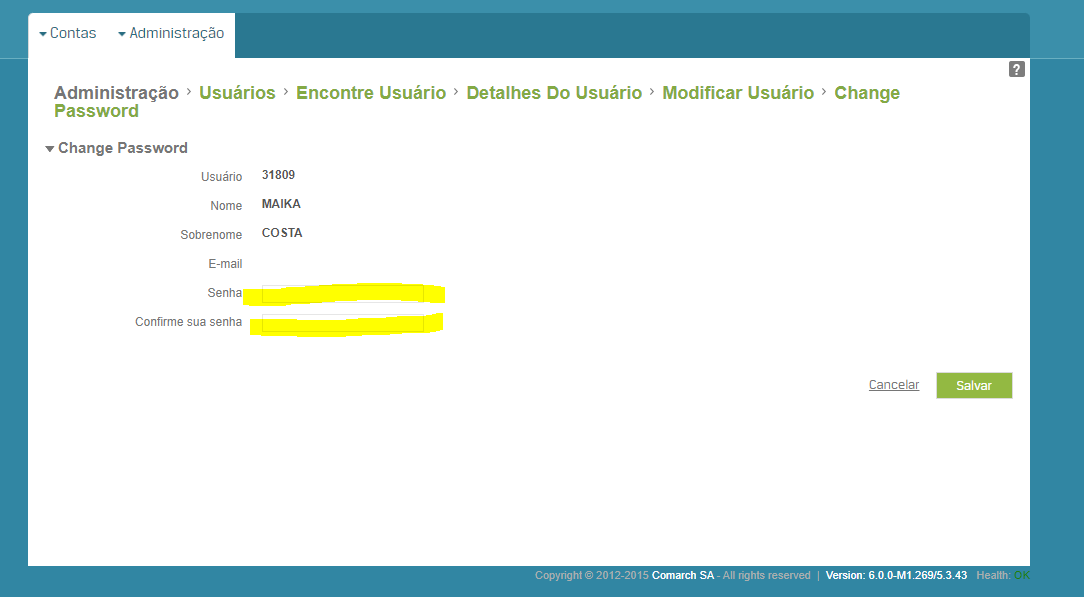 Contas Administração
?
Administração › Usuários › Encontre Usuário › Detalhes Do Usuário › Modificar Usuário › Change
Password
Change Password
Usuário 31809
Nome MAIKA
Sobrenome COSTA
E-mail
Senha
Confirme sua senha
Cancelar Salvar
Copyright © 2012-2015 Comarch SA - All rights reserved | Version: 6.0.0-M1.269/5.3.43 Health: OK